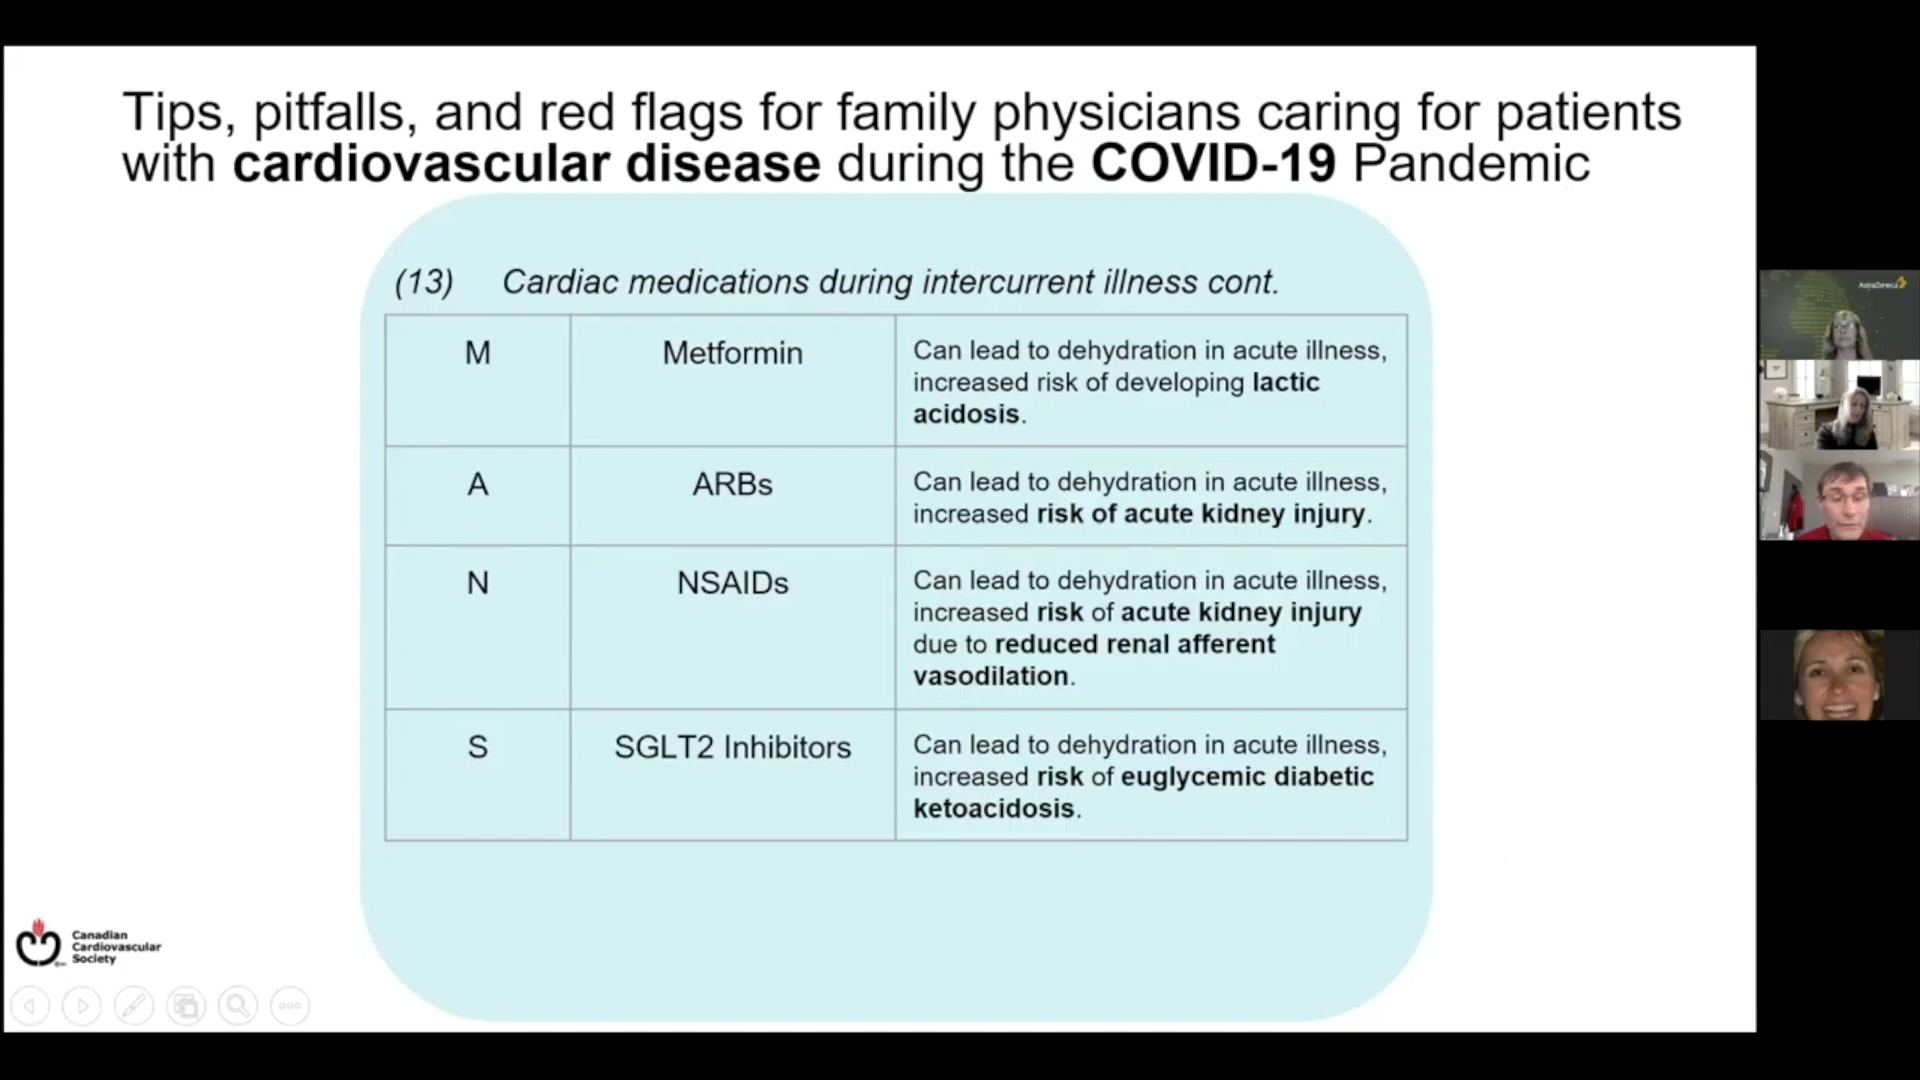 Tips, pitfalls, and red flags for family physicians caring for patients
with cardiovascular disease during the COVID-19 Pandemic
(13) Cardiac medications during intercurrent illness cont.
M
Metformin
Can lead to dehydration in acute illness,
increased risk of developing lactic
acidosis.
A
ARBs
Can lead to dehydration in acute illness,
increased risk of acute kidney injury.
N
NSAIDs
Can lead to dehydration in acute illness,
increased risk of acute kidney injury
due to reduced renal afferent
vasodilation.
S
SGLT2 Inhibitors
Can lead to dehydration in acute illness,
increased risk of euglycemic diabetic
ketoacidosis.
Canadian
Cardiovascular
Society
AstraZeneca